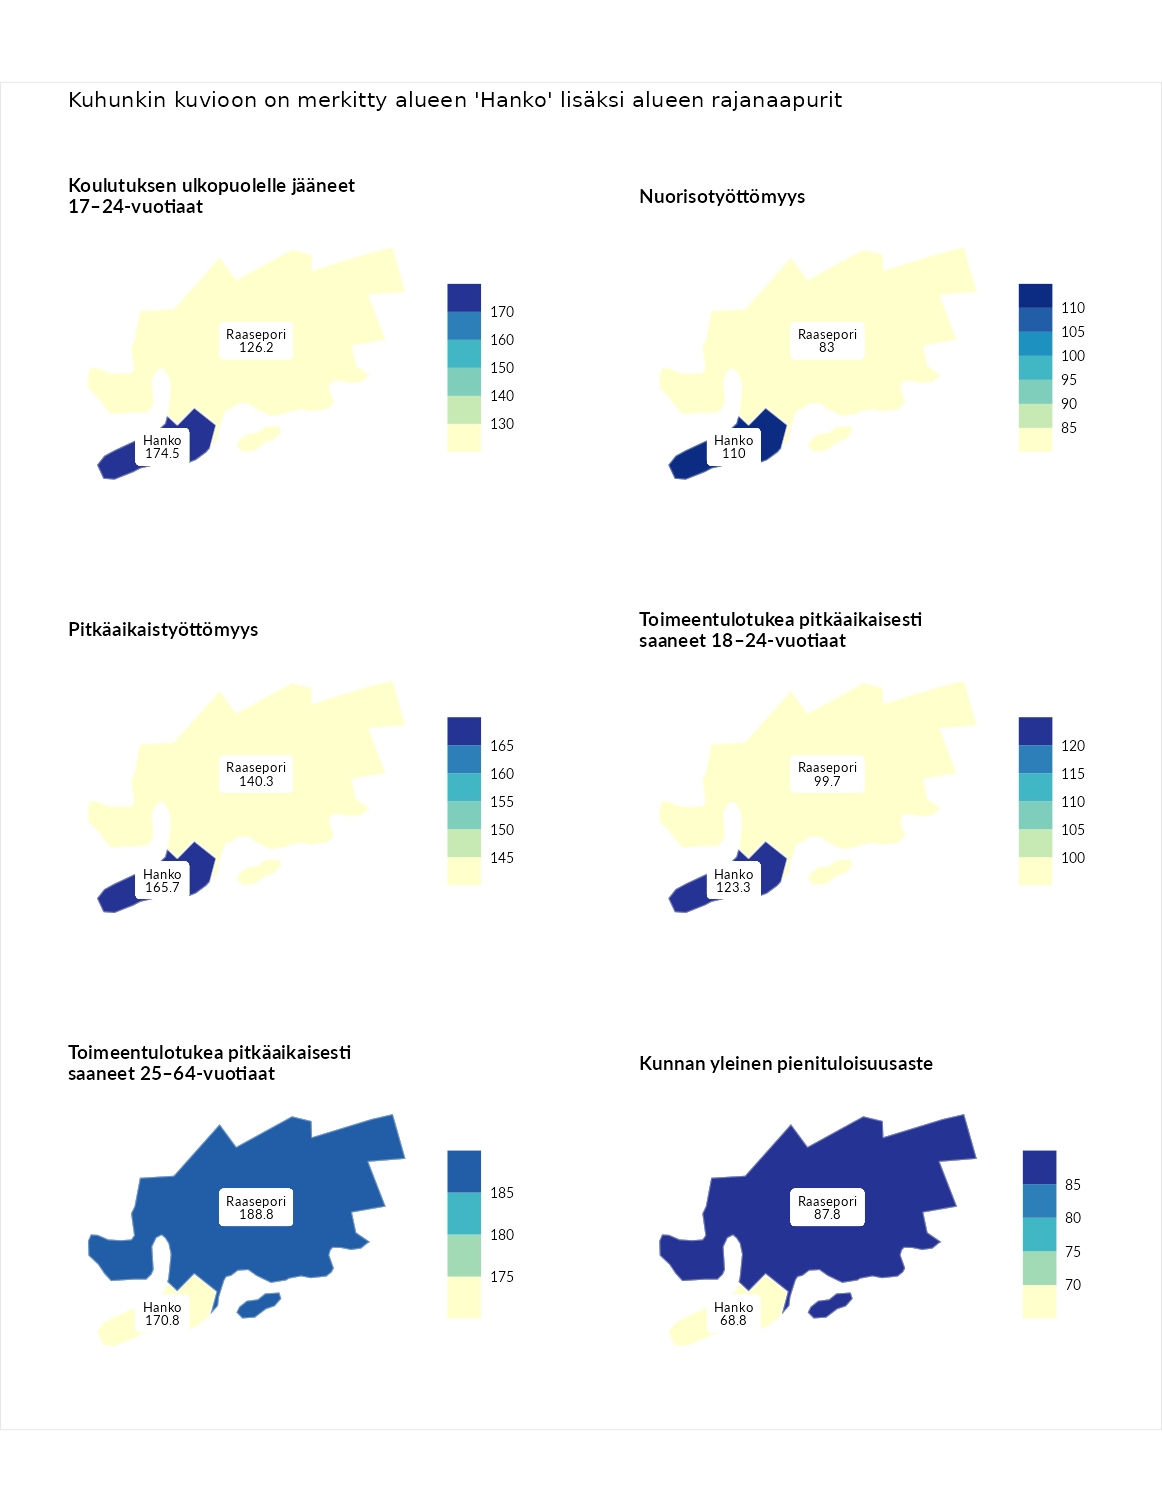 Kuhunkin kuvioon on merkitty alueen 'Hanko' lisäksi alueen rajanaapurit
Koulutuksen ulkopuolelle jääneet
17–24-vuotiaat
Raasepori
126.2
Hanko
174.5
170
160
150
140
130
Nuorisotyöttömyys
Raasepori
83
Hanko
110
110
105
100
95
90
85
Pitkäaikaistyöttömyys
Raasepori
140.3
Hanko
165.7
165
160
155
150
145
Toimeentulotukea pitkäaikaisesti
saaneet 18–24-vuotiaat
Raasepori
99.7
Hanko
123.3
120
115
110
105
100
Toimeentulotukea pitkäaikaisesti
saaneet 25–64-vuotiaat
Raasepori
188.8
Hanko
170.8
185
180
175
Kunnan yleinen pienituloisuusaste
Raasepori
87.8
Hanko
68.8
85
80
75
70